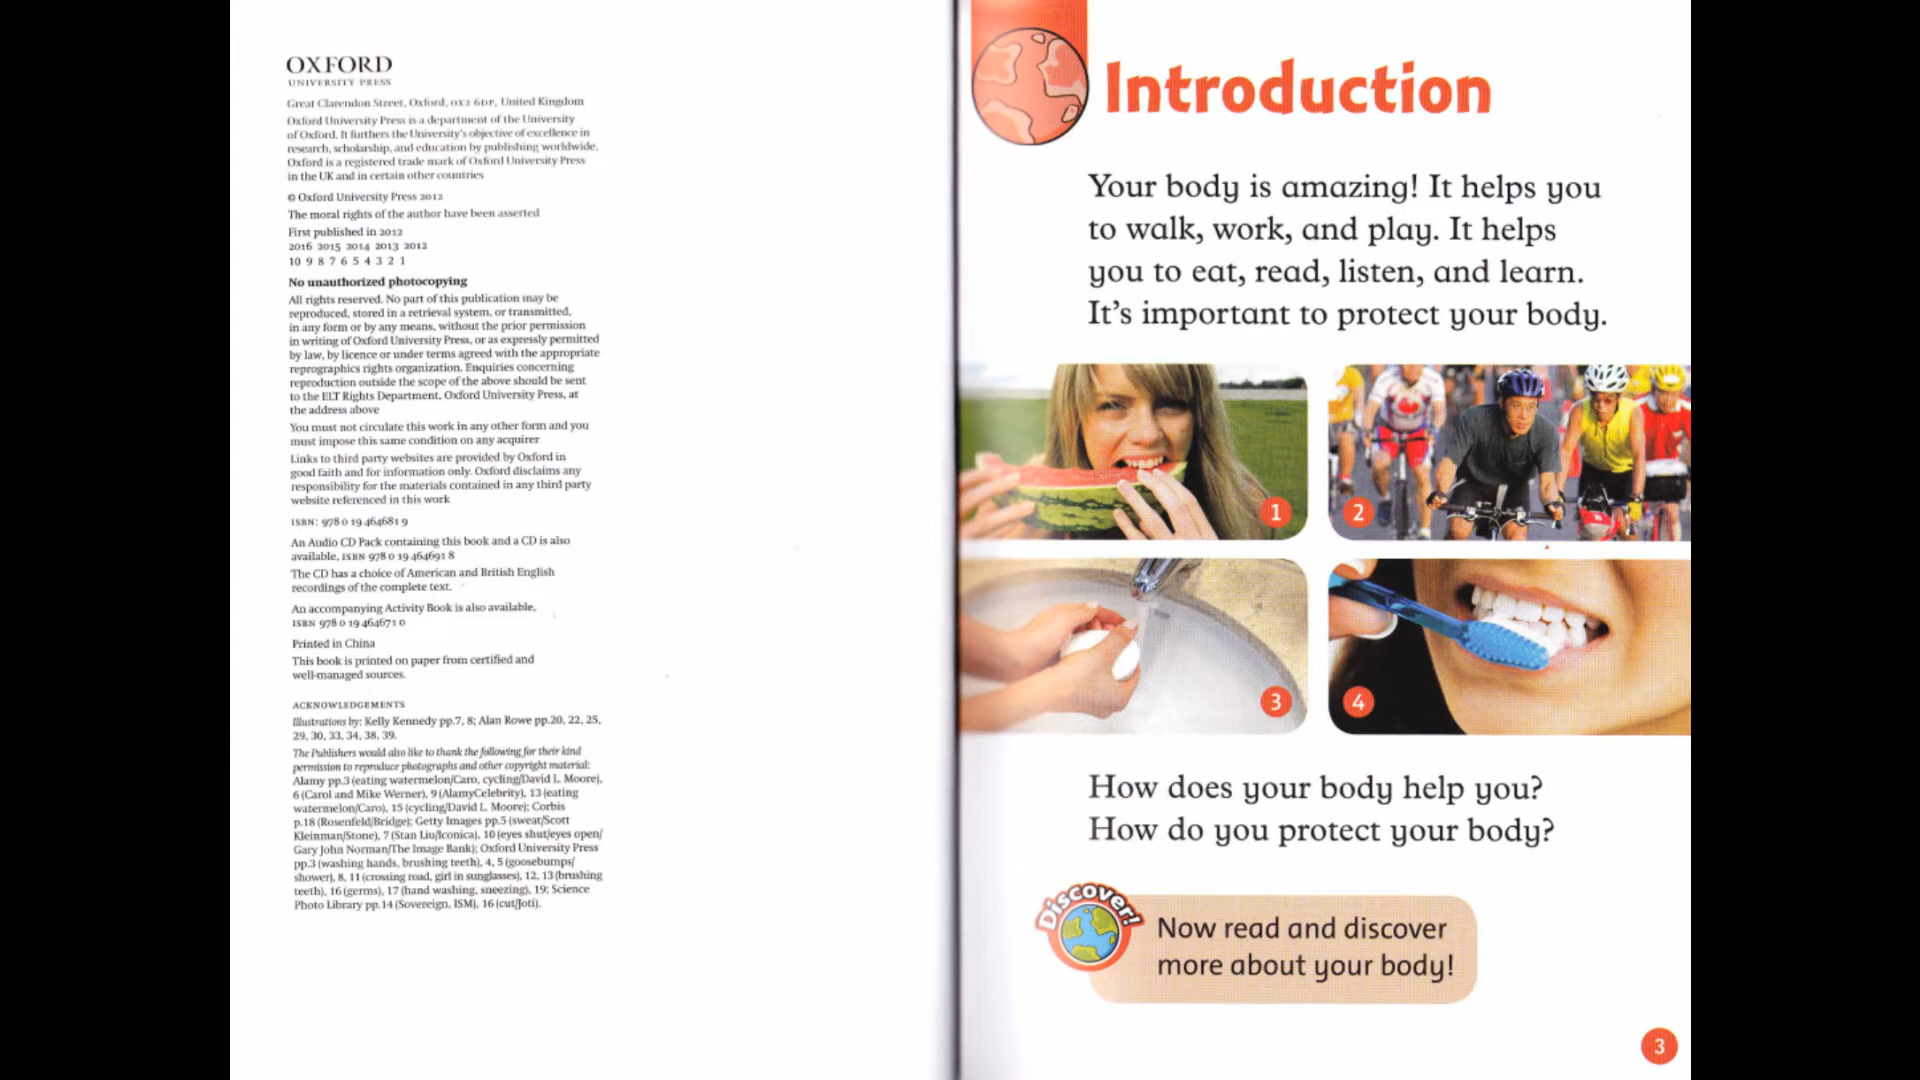 OXFORD
UNIVERSITY PRESS
Great Clarendon Street, Oxford, OX2 6DP, United Kingdom
Oxford University Press is a department of the University
of Oxford. It furthers the University's objective of excellence in
research, scholarship, and education by publishing worldwide.
Oxford is a registered trade mark of Oxford University Press
in the UK and in certain other countries
© Oxford University Press 2012
The moral rights of the author have been asserted
First published in 2012
2016 2015 2014 2013 2012
10 9 8 7 6 5 4 3 2 1
No unauthorized photocopying
All rights reserved. No part of this publication may be
reproduced, stored in a retrieval system, or transmitted,
in any form or by any means, without the prior permission
in writing of Oxford University Press, or as expressly permitted
by law, by licence or under terms agreed with the appropriate
reprographics rights organization. Enquiries concerning
reproduction outside the scope of the above should be sent
to the ELT Rights Department, Oxford University Press, at
the address above
You must not circulate this work in any other form and you
must impose this same condition on any acquirer
Links to third party websites are provided by Oxford in
good faith and for information only. Oxford disclaims any
responsibility for the materials contained in any third party
website referenced in this work
ISBN: 978 0 19 464681 9
An Audio CD Pack containing this book and a CD is also
available, ISBN 978 0 19 464691 8
The CD has a choice of American and British English
recordings of the complete text.
An accompanying Activity Book is also available,
ISBN 978 0 19 464671 0
Printed in China
This book is printed on paper from certified and
well-managed sources.
ACKNOWLEDGEMENTS
Illustrations by: Kelly Kennedy pp.7, 8; Alan Rowe pp.20, 22, 25,
29, 30, 33, 34, 38, 39.
The Publishers would also like to thank the following for their kind
permission to reproduce photographs and other copyright material:
Alamy pp.3 (eating watermelon/Caro, cycling/David L. Moore),
6 (Carol and Mike Werner), 9 (AlamyCelebrity), 13 (eating
watermelon/Caro), 15 (cycling/David L. Moore); Corbis
p.18 (Rosenfeld/Bridge); Getty Images pp.5 (sweat/Scott
Kleinman/Stone), 7 (Stan Liu/Iconica), 10 (eyes shut/eyes open/
Gary John Norman/The Image Bank); Oxford University Press
pp.3 (washing hands, brushing teeth), 4, 5 (goosebumps/
shower), 8, 11 (crossing road, girl in sunglasses), 12, 13 (brushing
teeth), 16 (germs), 17 (hand washing, sneezing), 19; Science
Photo Library pp.14 (Sovereign, ISM), 16 (cut/Joti).
Introduction
Your body is amazing! It helps you
to walk, work, and play. It helps
you to eat, read, listen, and learn.
It's important to protect your body.
1
2
3
4
How does your body help you?
How do you protect your body?
Discover!
Now read and discover
more about your body!
3